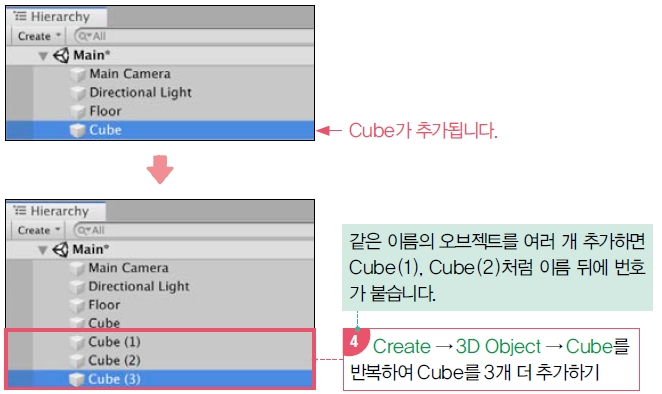 Hierarchy
Create
All
Main*
Main Camera
Directional Light
Floor
Cube
Cube가 추가됩니다.
Hierarchy
Create
All
Main*
Main Camera
Directional Light
Floor
Cube
Cube (1)
Cube (2)
Cube (3)
같은 이름의 오브젝트를 여러 개 추가하면
Cube(1), Cube(2)처럼 이름 뒤에 번호
가 붙습니다.
4 Create → 3D Object → Cube를
반복하여 Cube를 3개 더 추가하기